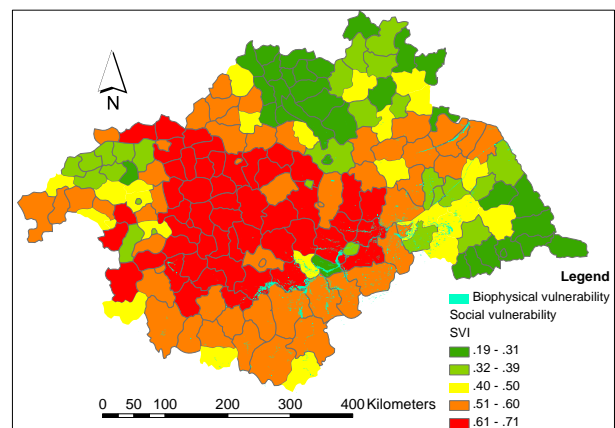 N
Legend
Biophysical vulnerability
Social vulnerability
SVI
.19 - .31
.32 - .39
.40 - .50
.51 - .60
.61 - .71
0 25 50 100 200 300 400 Kilometers